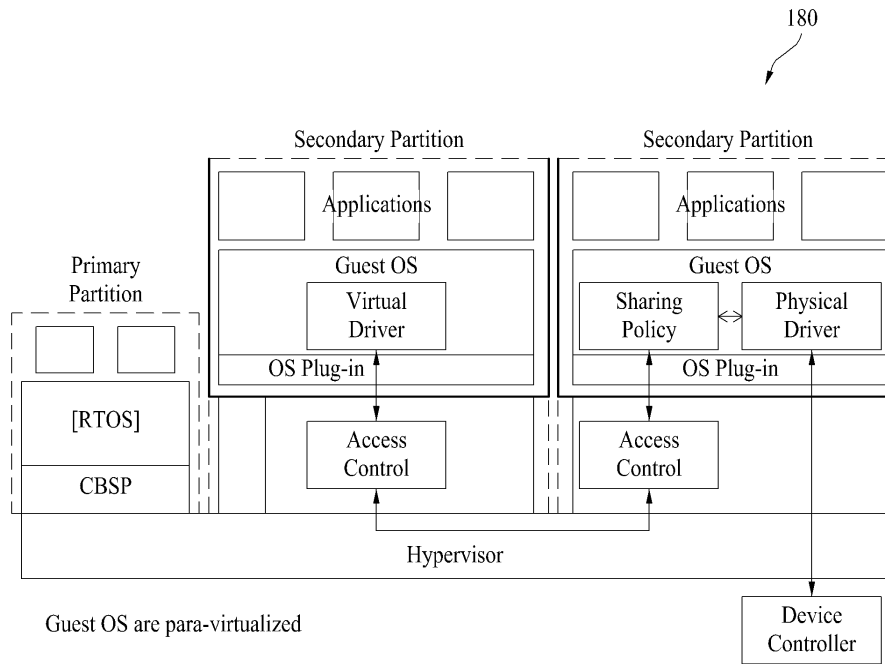 180
Secondary Partition
Secondary Partition
Applications
Applications
Primary
Partition
Guest OS
Guest OS
Virtual
Driver
Sharing
Policy
Physical
Driver
OS Plug-in
OS Plug-in
[RTOS]
CBSP
Access
Control
Access
Control
Hypervisor
Guest OS are para-virtualized
Device
Controller